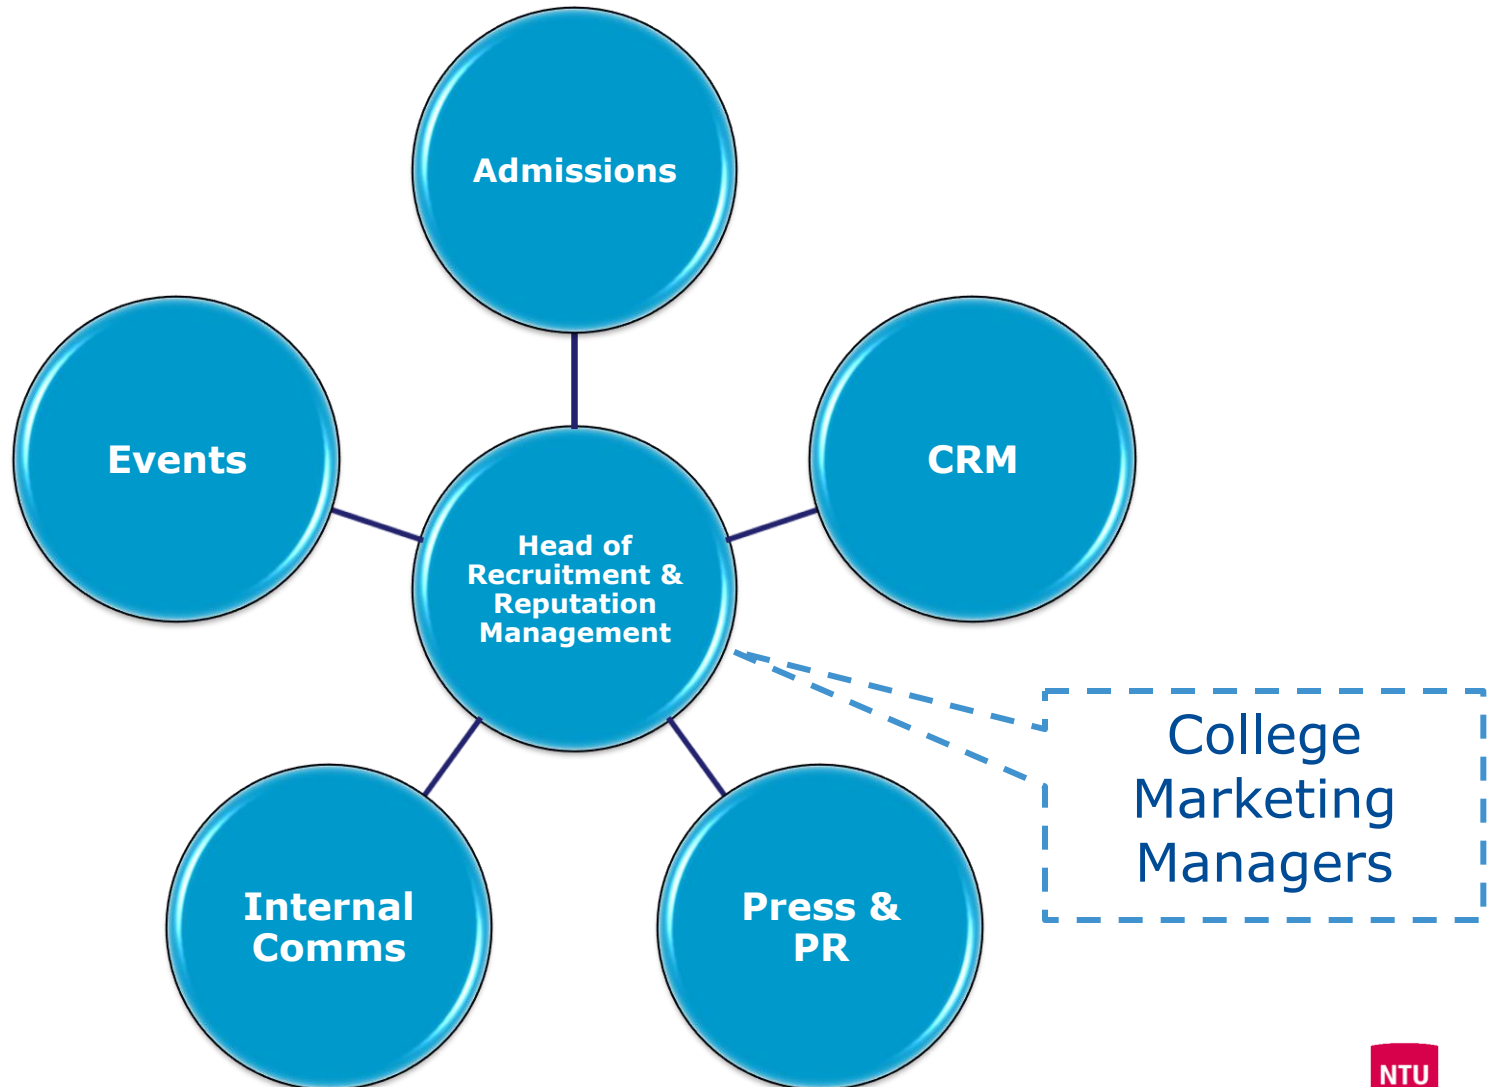 Admissions
Events
CRM
Head of
Recruitment &
Reputation
Management
College
Marketing
Managers
Internal
Comms
Press &
PR
NTU